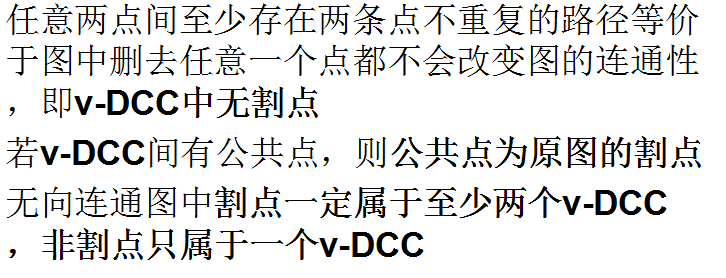 任意两点间至少存在两条点不重复的路径等价
于图中删去任意一个点都不会改变图的连通性
，即v-DCC中无割点
若v-DCC间有公共点，则公共点为原图的割点
无向连通图中割点一定属于至少两个v-DCC
，非割点只属于一个v-DCC